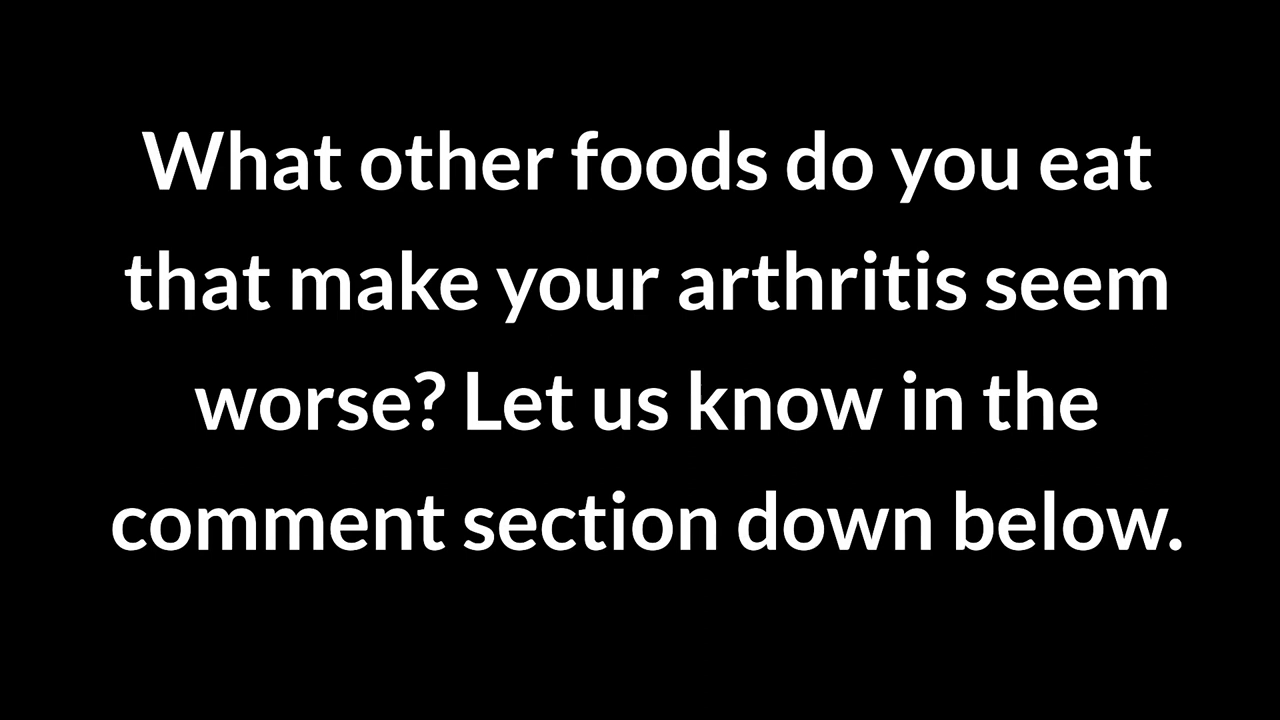 What other foods do you eat
that make your arthritis seem
worse? Let us know in the
comment section down below.